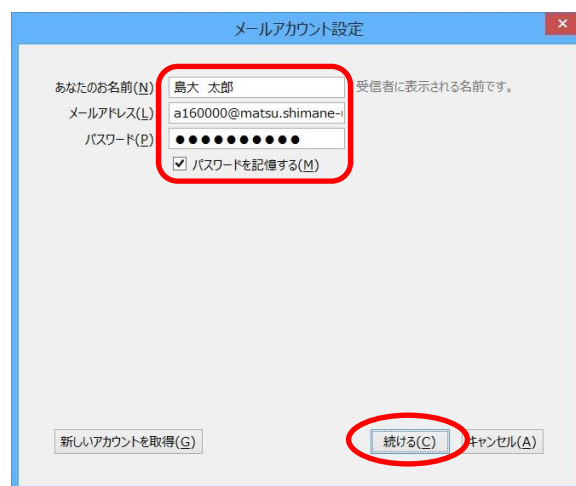 メールアカウント設定
あなたのお名前(N) 島大 太郎 受信者に表示される名前です。
メールアドレス(L) a160000@matsu.shimane-
パスワード(P) ●●●●●●●●●●
パスワードを記憶する(M)
新しいアカウントを取得(G) 続ける(C) キャンセル(A)